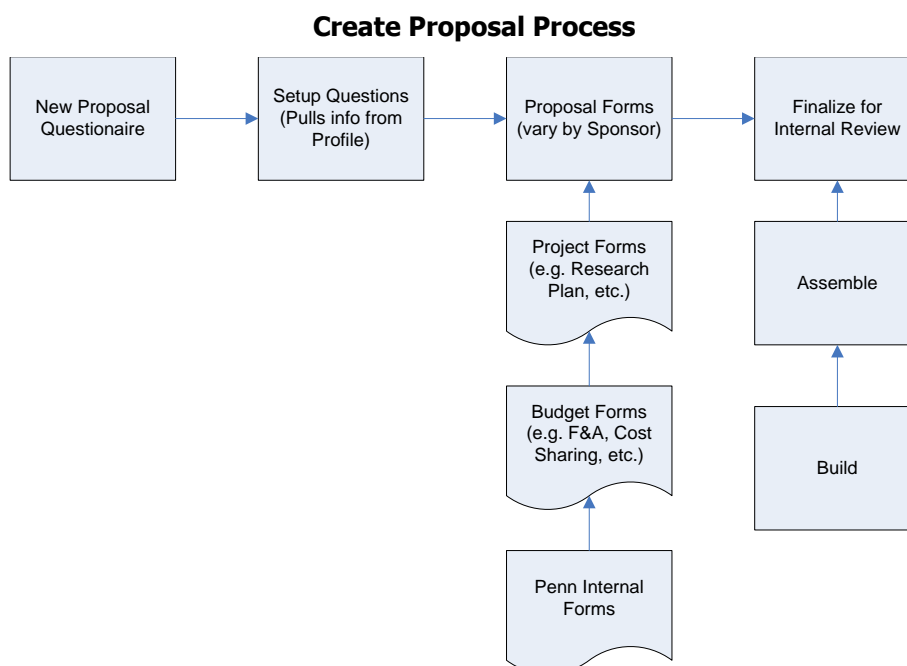 Create Proposal Process
New Proposal
Questionaire
Setup Questions
(Pulls info from
Profile)
Proposal Forms
(vary by Sponsor)
Finalize for
Internal Review
Project Forms
(e.g. Research
Plan, etc.)
Assemble
Budget Forms
(e.g. F&A, Cost
Sharing, etc.)
Build
Penn Internal
Forms